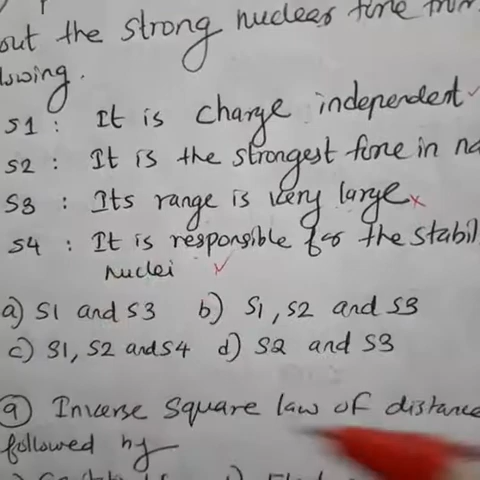 out the strong nuclear force from
lowing.
S1 : It is charge independent
S2 : It is the strongest force in na
S3 : Its range is very large x
S4 : It is responsible for the stabil
nuclei ✓
a) S1 and S3 b) S1, S2 and S3
c) S1, S2 and S4 d) S2 and S3
9 Inverse square law of distance
followed by